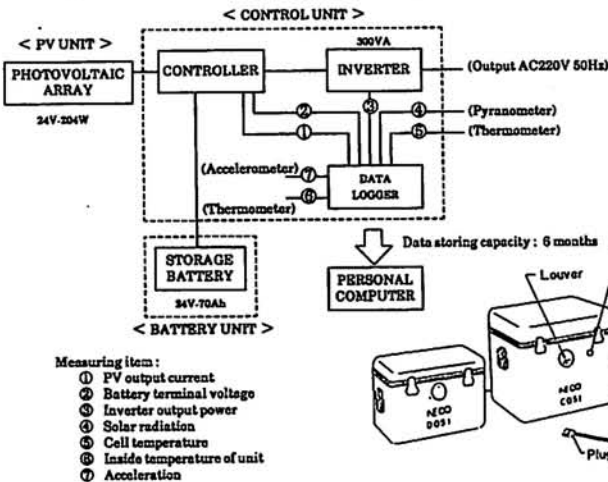 < CONTROL UNIT >
< PV UNIT >
PHOTOVOLTAIC
ARRAY
24V-204W
CONTROLLER
300VA
INVERTER
(Output AC220V 50Hz)
②
③
④
(Pyranometer)
①
⑤
(Thermometer)
(Accelerometer)
⑦
DATA
LOGGER
(Thermometer)
⑥
STORAGE
BATTERY
24V-70Ah
< BATTERY UNIT >
Data storing capacity : 6 months
PERSONAL
COMPUTER
Louver
NEDO
COS1
NEDO
DOS1
Plug
Measuring item :
① PV output current
② Battery terminal voltage
③ Inverter output power
④ Solar radiation
⑤ Cell temperature
⑥ Inside temperature of unit
⑦ Acceleration